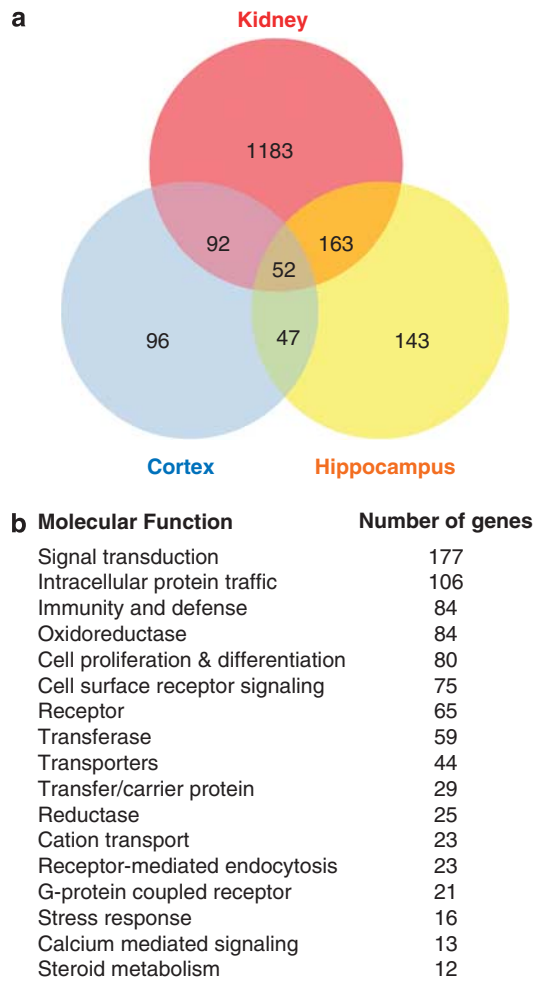 a
Kidney
1183
92
163
52
96
47
143
Cortex
Hippocampus
b Molecular Function Number of genes
Signal transduction 177
Intracellular protein traffic 106
Immunity and defense 84
Oxidoreductase 84
Cell proliferation & differentiation 80
Cell surface receptor signaling 75
Receptor 65
Transferase 59
Transporters 44
Transfer/carrier protein 29
Reductase 25
Cation transport 23
Receptor-mediated endocytosis 23
G-protein coupled receptor 21
Stress response 16
Calcium mediated signaling 13
Steroid metabolism 12